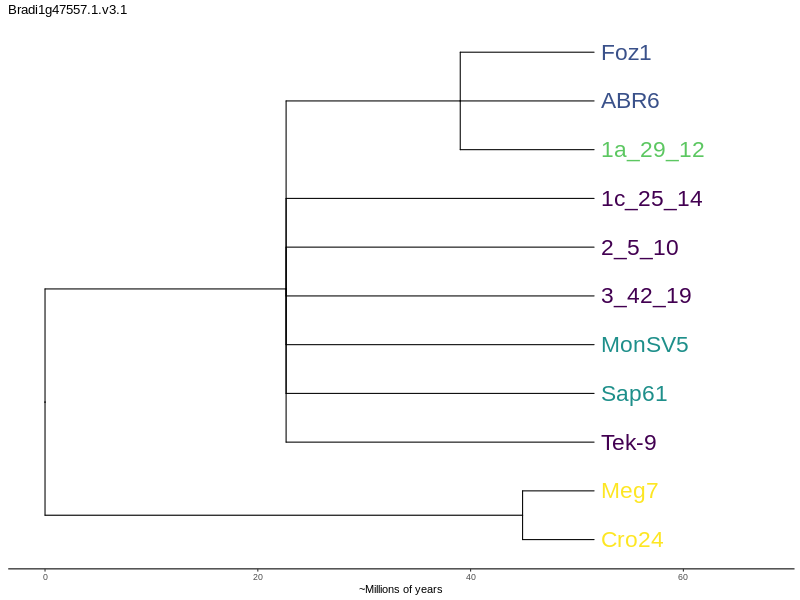 Bradi1g47557.1.v3.1
Foz1
ABR6
1a_29_12
1c_25_14
2_5_10
3_42_19
MonSV5
Sap61
Tek-9
Meg7
Cro24
0 20 40 60
~Millions of years